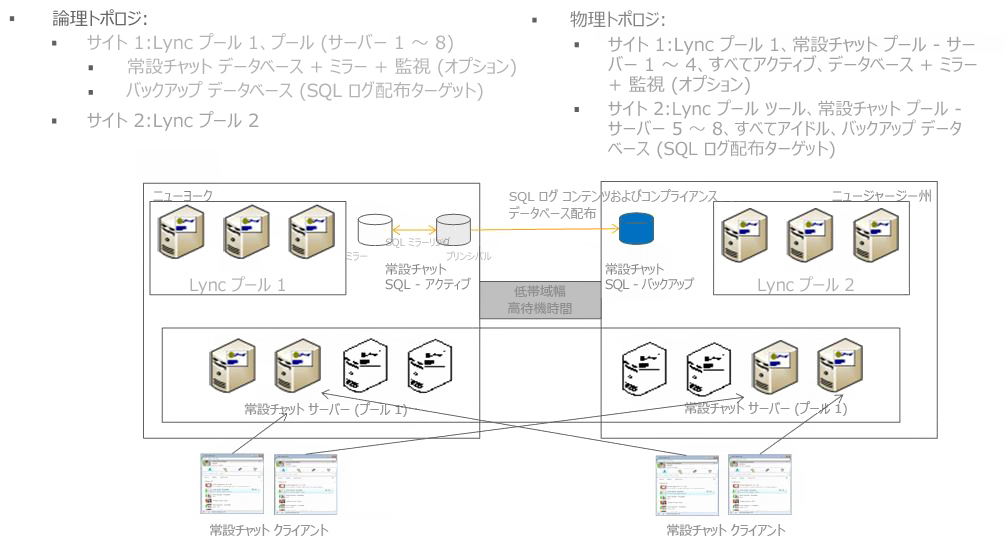 論理トポロジ:
サイト 1:Lync プール 1、プール (サーバー 1 ～ 8)
常設チャット データベース + ミラー + 監視 (オプション)
バックアップ データベース (SQL ログ配布ターゲット)
サイト 2:Lync プール 2
物理トポロジ:
サイト 1:Lync プール 1、常設チャット プール - サー
バー 1 ～ 4、すべてアクティブ、データベース + ミラー
+ 監視 (オプション)
サイト 2:Lync プール ツール、常設チャット プール -
サーバー 5 ～ 8、すべてアイドル、バックアップ データ
ベース (SQL ログ配布ターゲット)
ニューヨーク
SQL ログ コンテンツおよびコンプライアンス
データベース配布
ニュージャージー州
SQL ミラーリング
ミラー
プリンシパル
Lync プール 1
常設チャット
SQL - アクティブ
常設チャット
SQL - バックアップ
Lync プール 2
低帯域幅
高待機時間
常設チャット サーバー (プール 1)
常設チャット サーバー (プール 1)
常設チャット クライアント
常設チャット クライアント